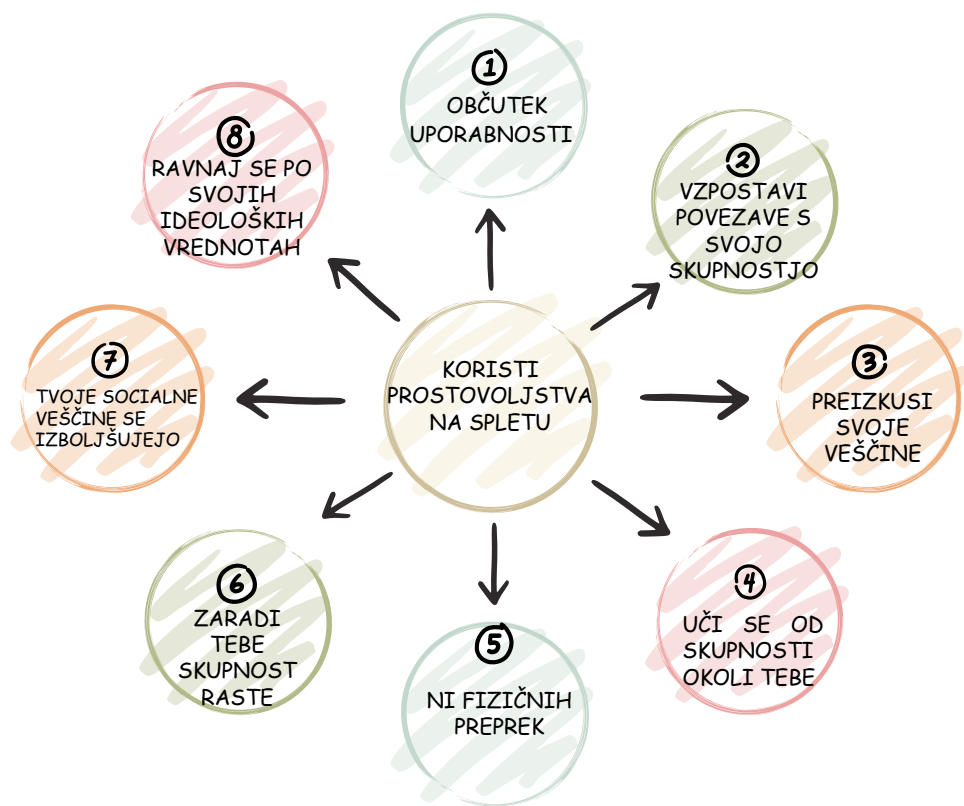 KORISTI
PROSTOVOLJSTVA
NA SPLETU
1
OBČUTEK
UPORABNOSTI
2
VZPOSTAVI
POVEZAVE S
SVOJO
SKUPNOSTJO
3
PREIZKUSI
SVOJE
VEŠČINE
4
UČI SE OD
SKUPNOSTI
OKOLI TEBE
5
NI FIZIČNIH
PREPREK
6
ZARADI
TEBE
SKUPNOST
RASTE
7
TVOJE SOCIALNE
VEŠČINE SE
IZBOLJŠUJEJO
8
RAVNAJ SE PO
SVOJIH
IDEOLOŠKIH
VREDNOTAH